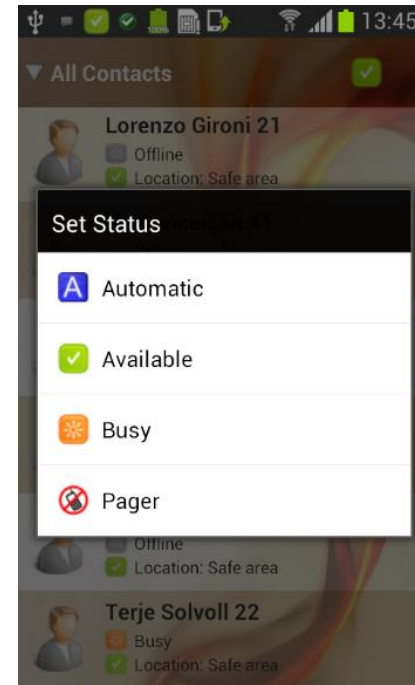 100%
13:45
All Contacts
Lorenzo Gironi 21
Offline
Location: Safe area
Set Status
Automatic
Available
Busy
Pager
Offline
Location: Safe area
Terje Solvoll 22
Busy
Location: Safe area